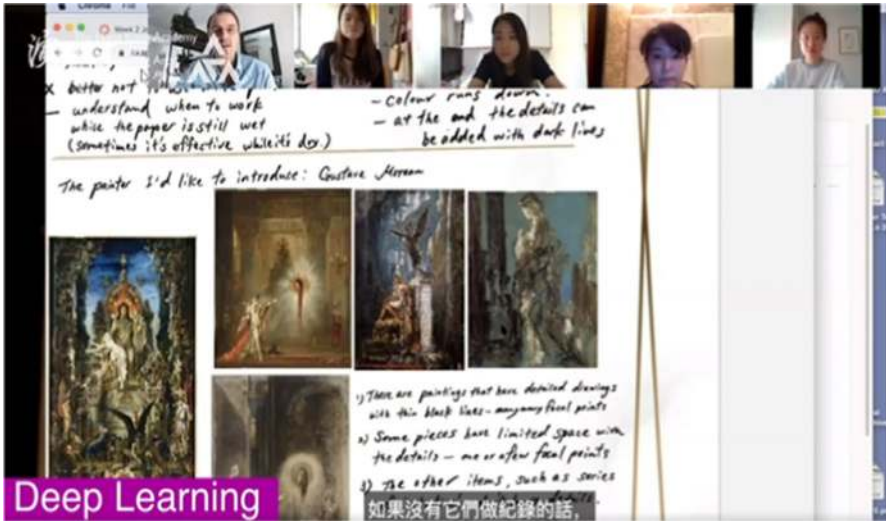 Academy
x better not
- understand when to work
while the paper is still wet
(sometimes it's effective while it's dry.)
- colour runs down.
- at the end the details can
be added with dark lines
The painter I'd like to introduce: Gustave Moreau
1) There are paintings that have detailed drawings
with thin black lines - many many focal points
2) Some pieces have limited space with
the details - one or a few focal points
3) The other items, such as series
Deep Learning
如果沒有它們做紀錄的話,